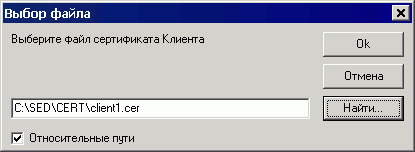 Выбор файла
Выберите файл сертификата Клиента
Ok
Отмена
C:\SED\CERT\client1.cer
Найти...
Относительные пути